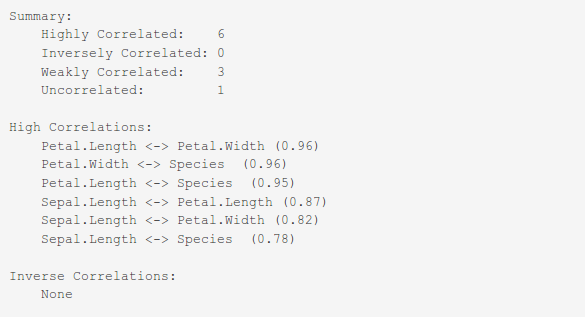 Summary:
    Highly Correlated:    6
    Inversely Correlated: 0
    Weakly Correlated:    3
    Uncorrelated:         1

High Correlations:
    Petal.Length <-> Petal.Width (0.96)
    Petal.Width <-> Species  (0.96)
    Petal.Length <-> Species  (0.95)
    Sepal.Length <-> Petal.Length (0.87)
    Sepal.Length <-> Petal.Width (0.82)
    Sepal.Length <-> Species  (0.78)

Inverse Correlations:
    None